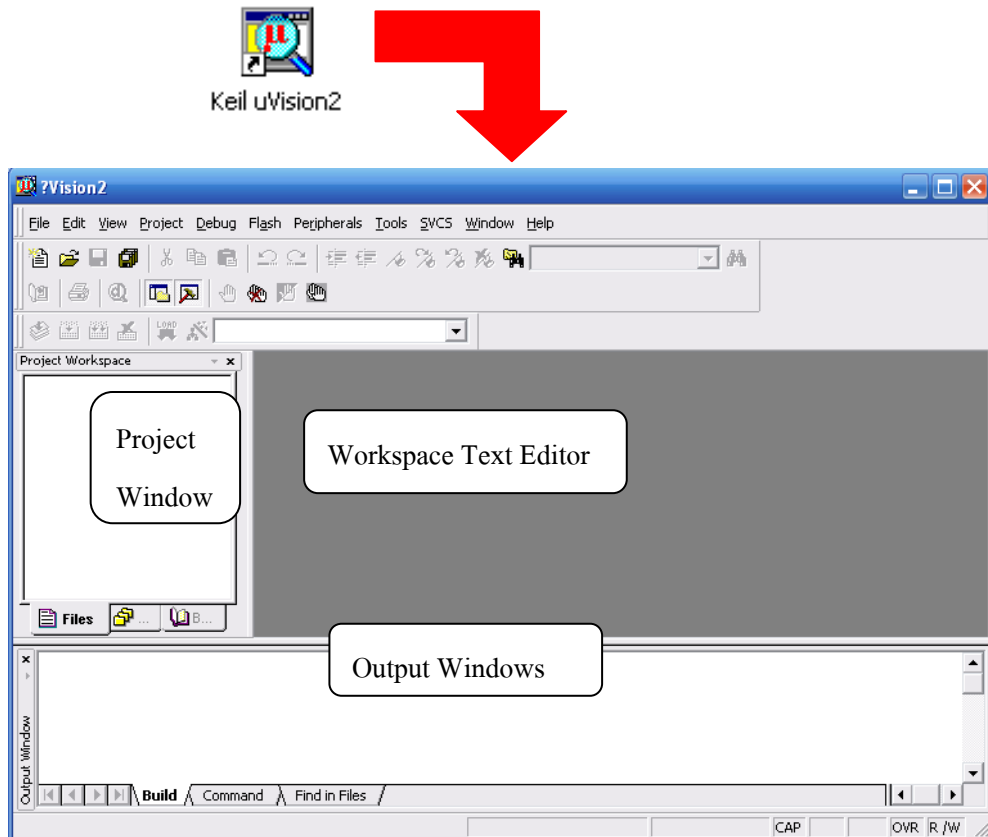 µ
Keil uVision2
µ ?Vision2
File Edit View Project Debug Flash Peripherals Tools SVCS Window Help
LOAD
Project Workspace
Project
Window
Workspace Text Editor
Files ... B...
Output Windows
Output Window
Build Command Find in Files
CAP OVR R/W